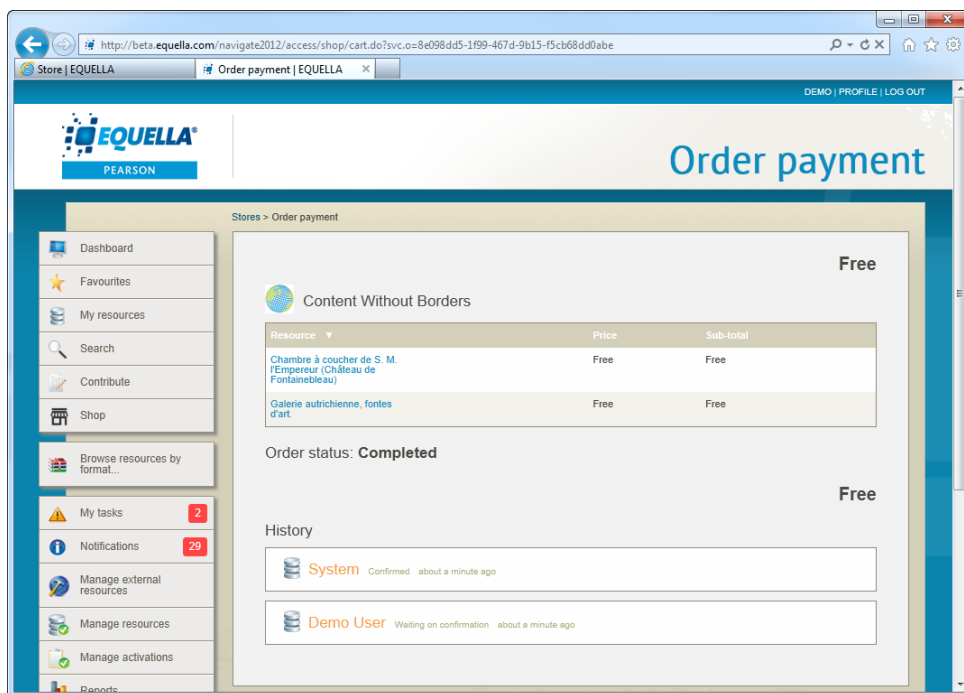 http://beta.equella.com/navigate2012/access/shop/cart.do?svc.o=8e098dd5-1f99-467d-9b15-f5cb68dd0abe
Store | EQUELLA
Order payment | EQUELLA
DEMO | PROFILE | LOG OUT
EQUELLA®
PEARSON
Order payment
Stores > Order payment
Dashboard
Favourites
My resources
Search
Contribute
Shop
Browse resources by
format...
My tasks 2
Notifications 29
Manage external
resources
Manage resources
Manage activations
Reports
Free
Content Without Borders
Resource ▼ Price Sub-total
Chambre à coucher de S. M.
l'Empereur (Château de
Fontainebleau)
Free Free
Galerie autrichienne, fontes
d'art.
Free Free
Order status: Completed
Free
History
System Confirmed about a minute ago
Demo User Waiting on confirmation about a minute ago